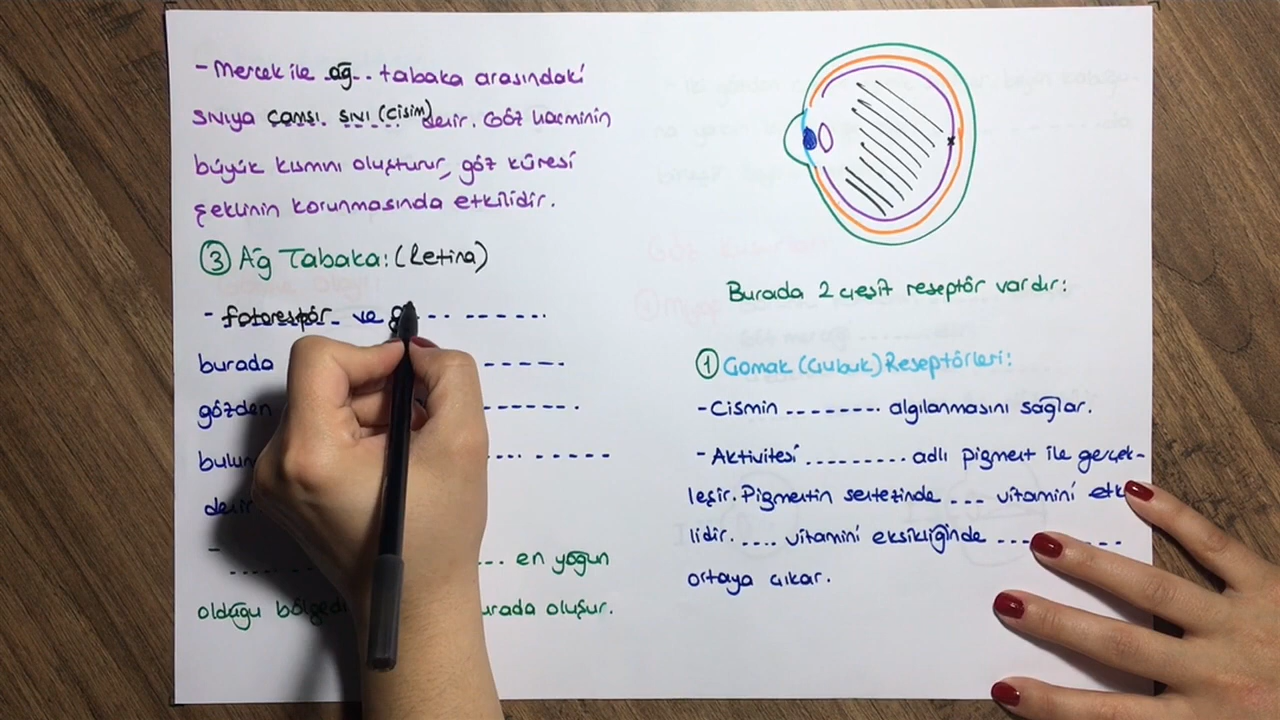 - Mercek ile ağ.. tabaka arasındaki
sıvıya camsı. sıvı (cisim) denir. Göz hacminin
büyük kısmını oluşturur, göz küresi
şeklinin korunmasında etkilidir.
③ Ağ Tabaka: (Retina)
- fotoreseptör ve
burada
gözden
denir
- ... en yoğun
olduğu oluşur.
Burada 2 çeşit reseptör vardır:
① Çomak (Çubuk) Reseptörleri:
- Cismin ........ algılanmasını sağlar.
- Aktivitesi .......... adlı pigment ile gerçek-
leşir. Pigmentin sentezinde ... vitamini
lidir. .... vitamini eksikliğinde ...
ortaya çıkar.